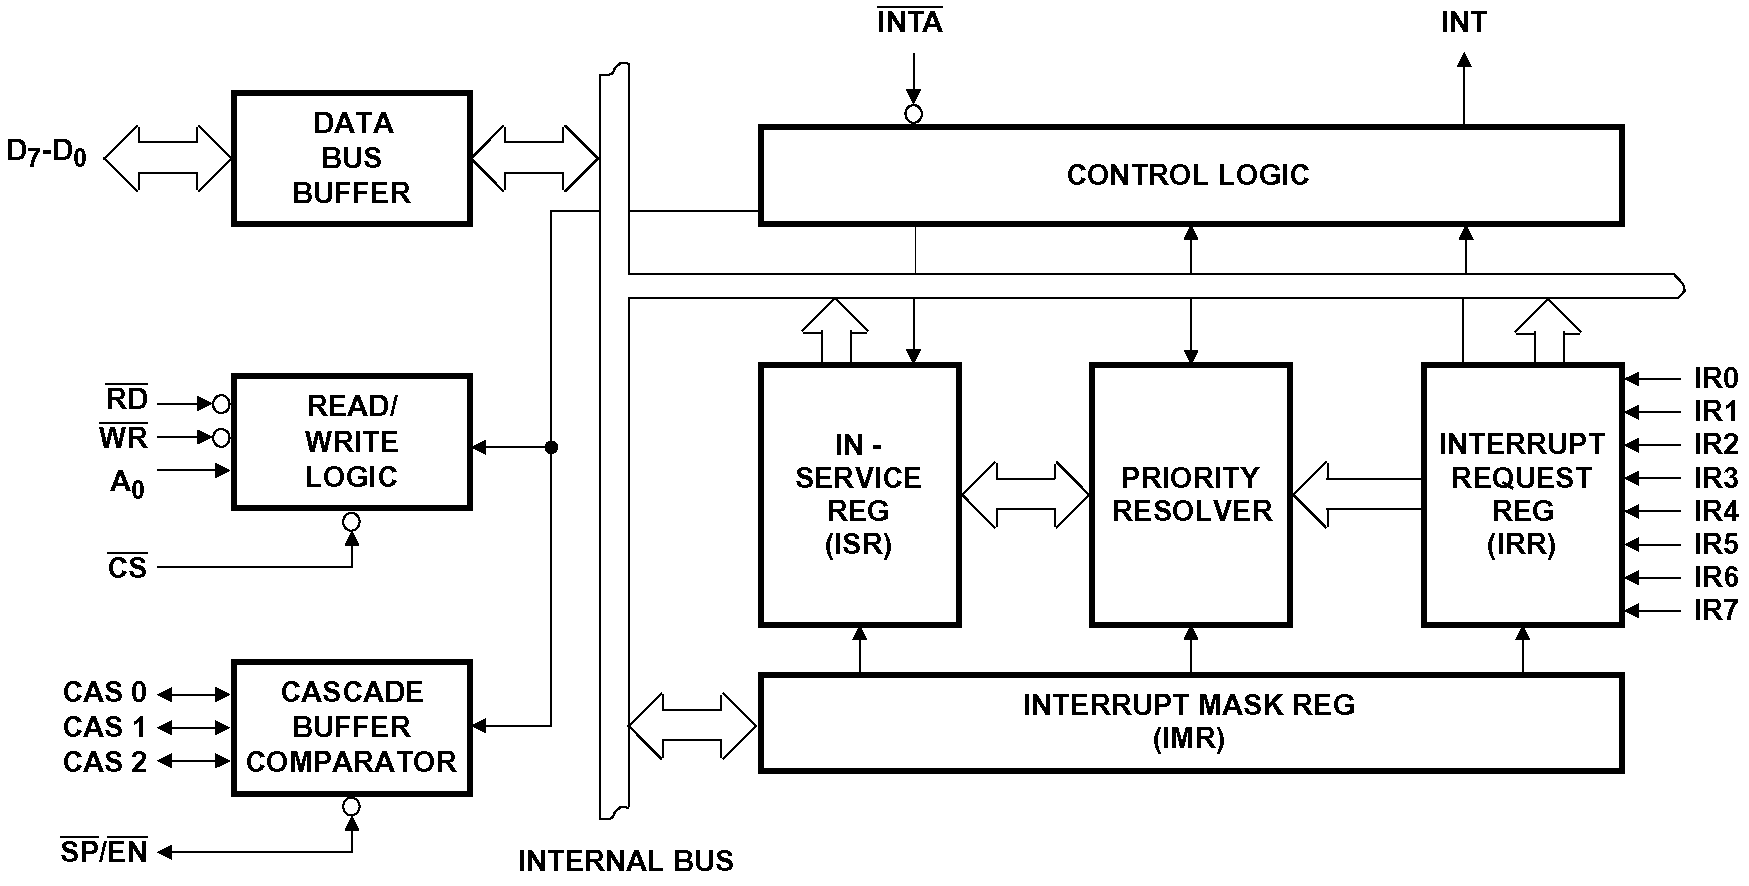 INTA
INT
D7-D0
DATA
BUS
BUFFER
CONTROL LOGIC
RD
WR
A0
CS
READ/
WRITE
LOGIC
IN -
SERVICE
REG
(ISR)
PRIORITY
RESOLVER
INTERRUPT
REQUEST
REG
(IRR)
IR0
IR1
IR2
IR3
IR4
IR5
IR6
IR7
CAS 0
CAS 1
CAS 2
CASCADE
BUFFER
COMPARATOR
INTERRUPT MASK REG
(IMR)
SP/EN
INTERNAL BUS